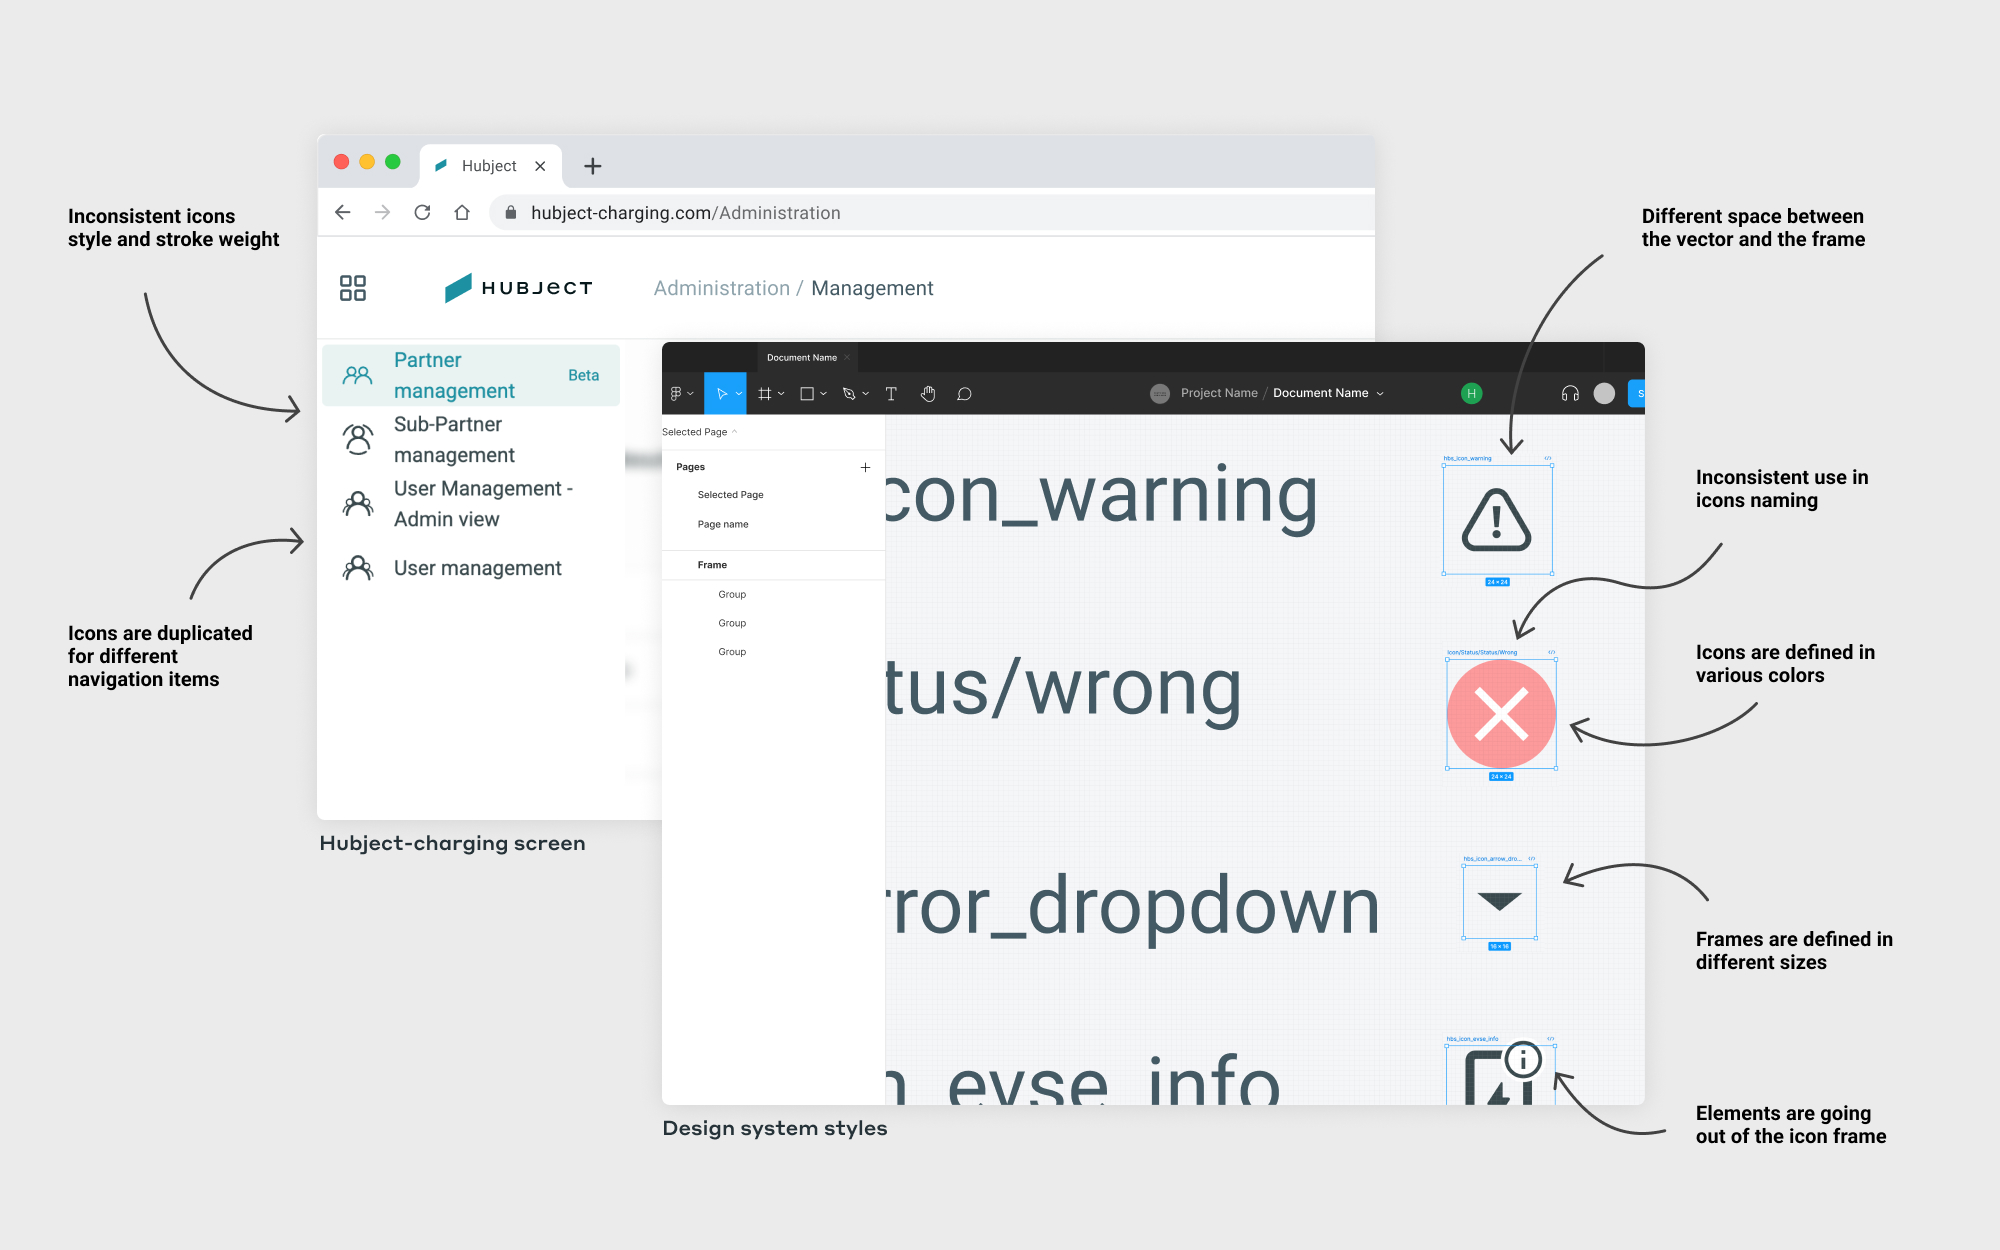 Inconsistent icons
style and stroke weight
Icons are duplicated
for different
navigation items
Hubject
hubject-charging.com/Administration
HUBJECT
Administration / Management
Partner
management
Beta
Sub-Partner
management
User Management -
Admin view
User management
Hubject-charging screen
Document Name
Project Name / Document Name
H
S
Selected Page
Pages
Selected Page
Page name
Frame
Group
Group
Group
con_warning
hbs_icon_warning
24 × 24
tus/wrong
Icon/Status/Status/Wrong
24 × 24
rror_dropdown
hbs_icon_arrow_dro...
16 × 16
n_evse_info
hbs_icon_evse_info
Design system styles
Different space between
the vector and the frame
Inconsistent use in
icons naming
Icons are defined in
various colors
Frames are defined in
different sizes
Elements are going
out of the icon frame